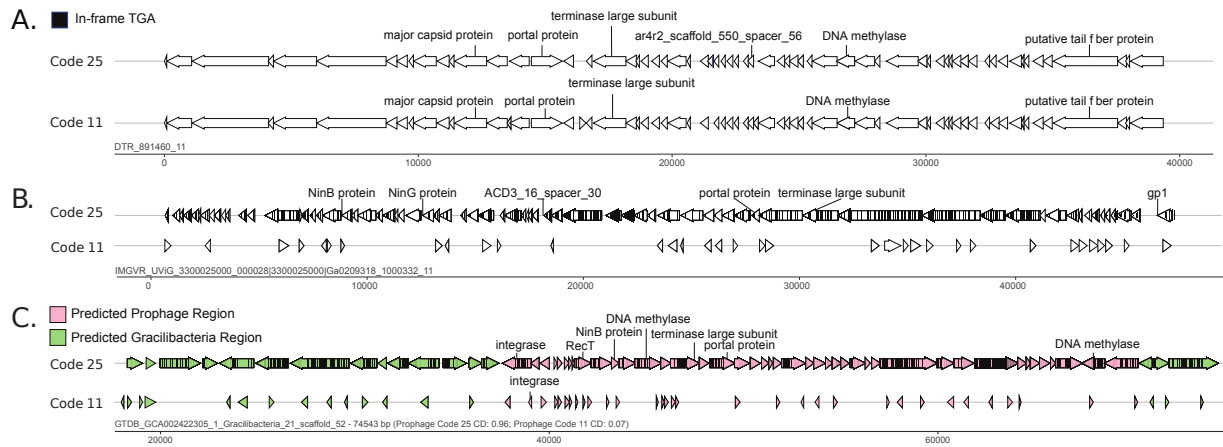 A.
In-frame TGA
terminase large subunit
major capsid protein portal protein ar4r2_scaffold_550_spacer_56 DNA methylase putative tail f ber protein
Code 25
terminase large subunit
major capsid protein portal protein DNA methylase putative tail f ber protein
Code 11
DTR_891460_11
0 10000 20000 30000 40000
B.
NinB protein NinG protein ACD3_16_spacer_30 portal protein terminase large subunit gp1
Code 25
Code 11
IMGVR_UViG_3300025000_000028|3300025000|Ga0209318_1000332_11
0 10000 20000 30000 40000
C.
Predicted Prophage Region
Predicted Gracilibacteria Region
DNA methylase
NinB protein terminase large subunit
integrase RecT portal protein DNA methylase
Code 25
integrase
Code 11
GTDB_GCA002422305_1_Gracilibacteria_21_scaffold_52 - 74543 bp (Prophage Code 25 CD: 0.96; Prophage Code 11 CD: 0.07)
20000 40000 60000